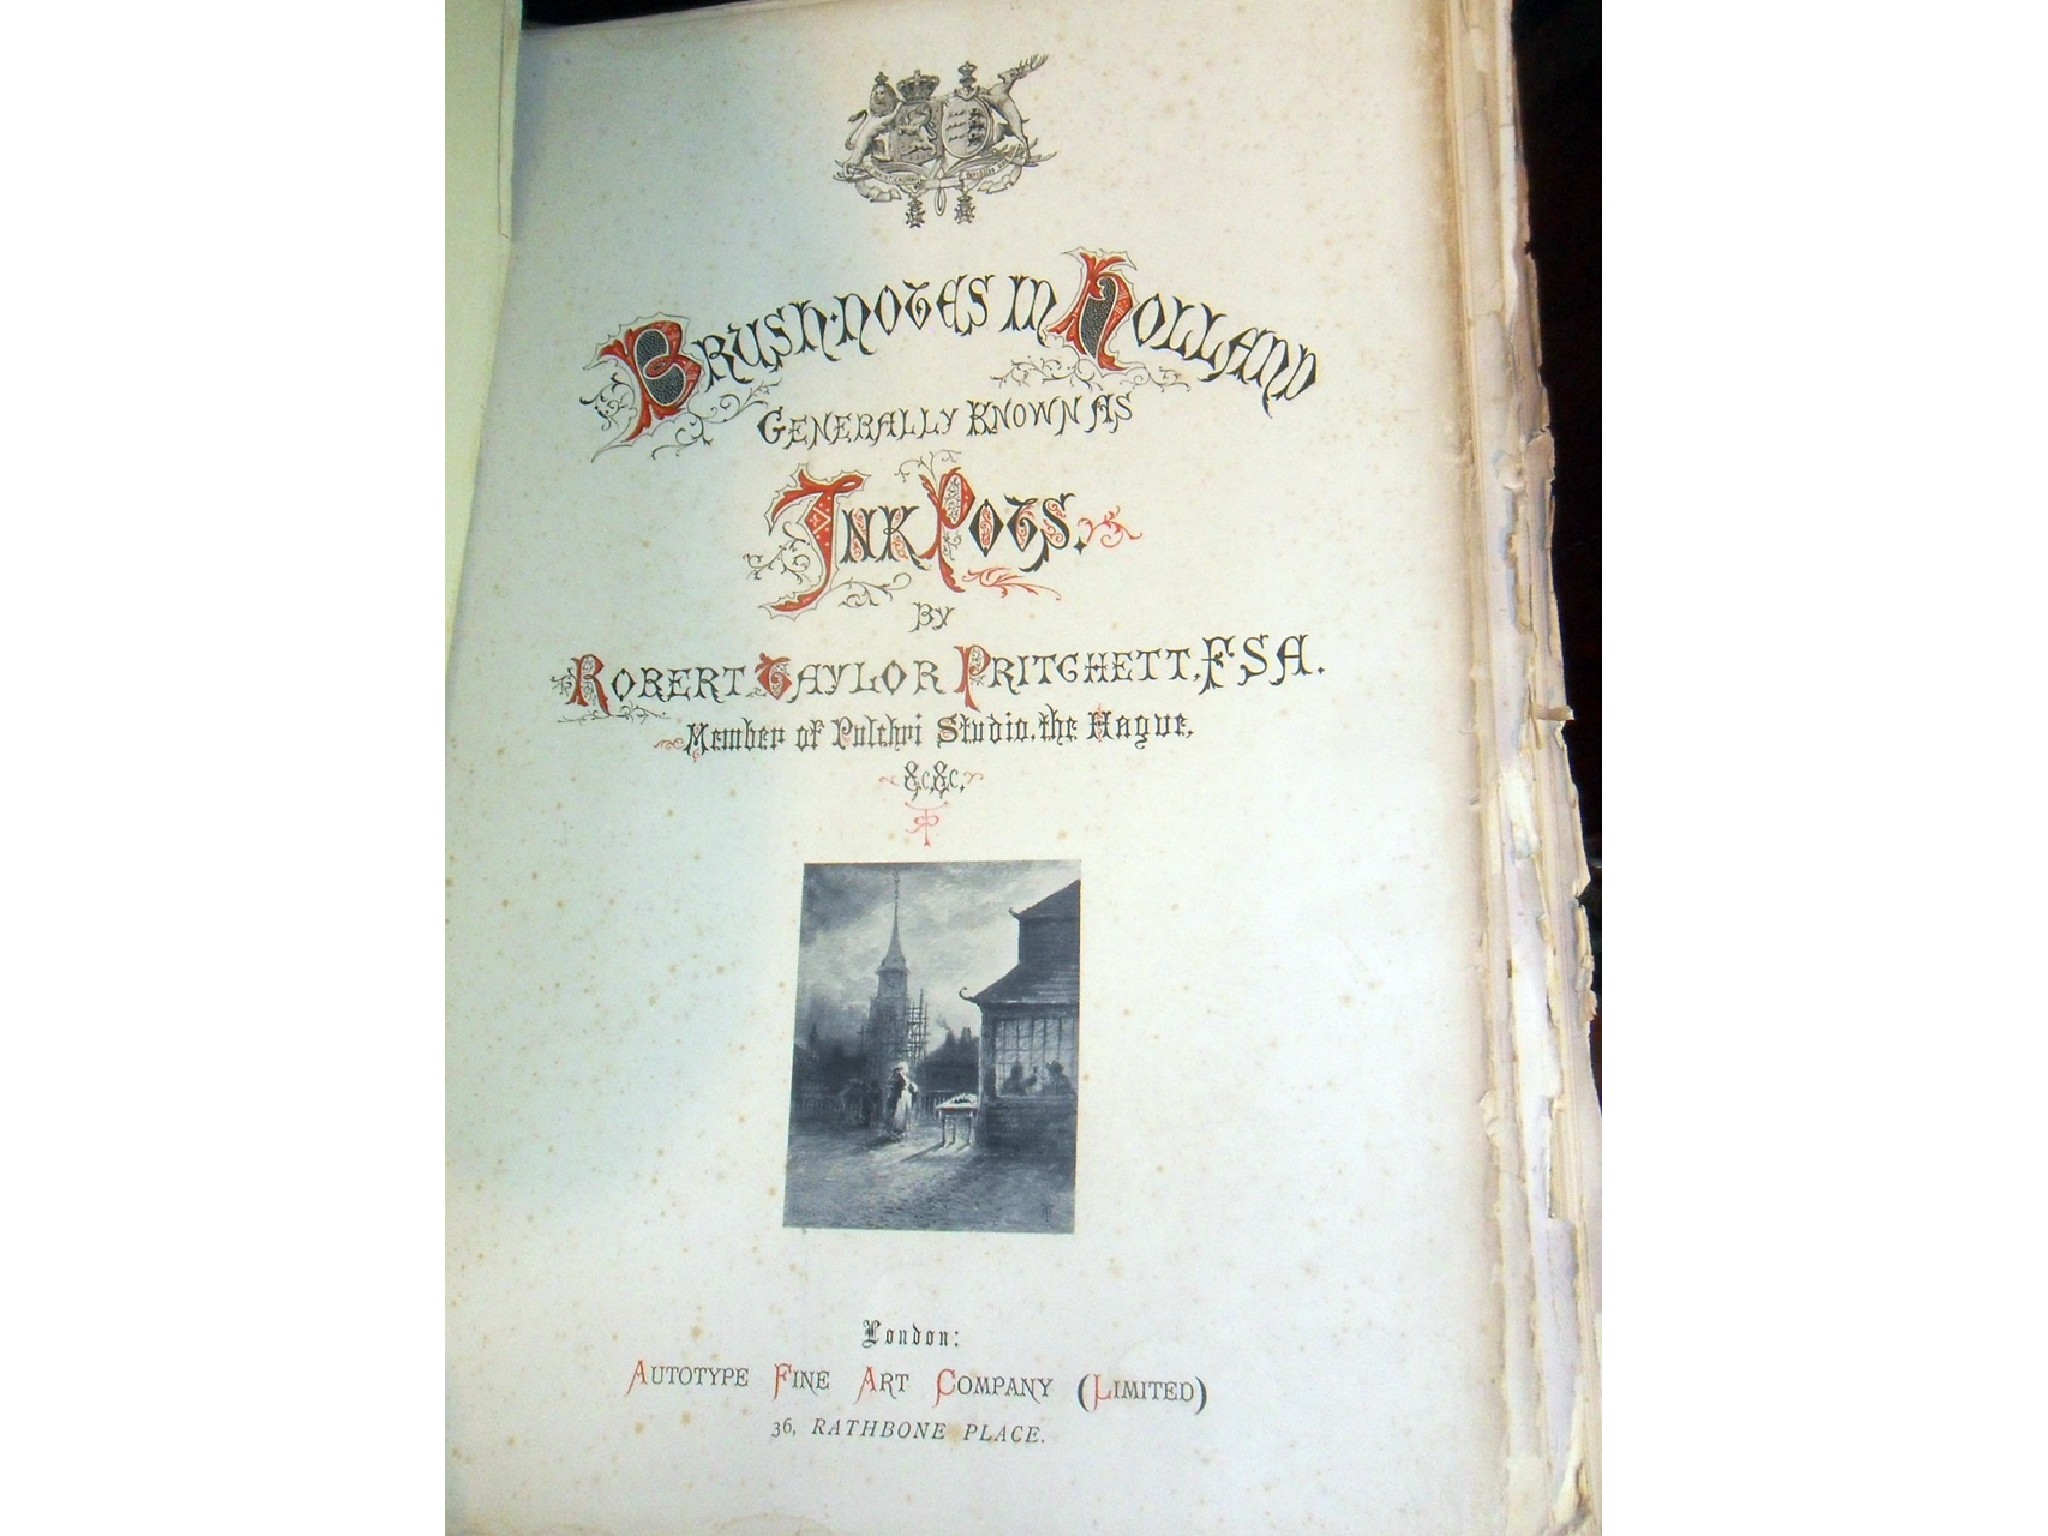 BRUSH-NOTES IN HOLLAND
GENERALLY KNOWN AS
INK POTS.
BY
ROBERT TAYLOR PRITCHETT, F.S.A.
Member of Pulchri Studio, the Hague,
&c &c.
London:
AUTOTYPE FINE ART COMPANY (LIMITED)
36, RATHBONE PLACE.